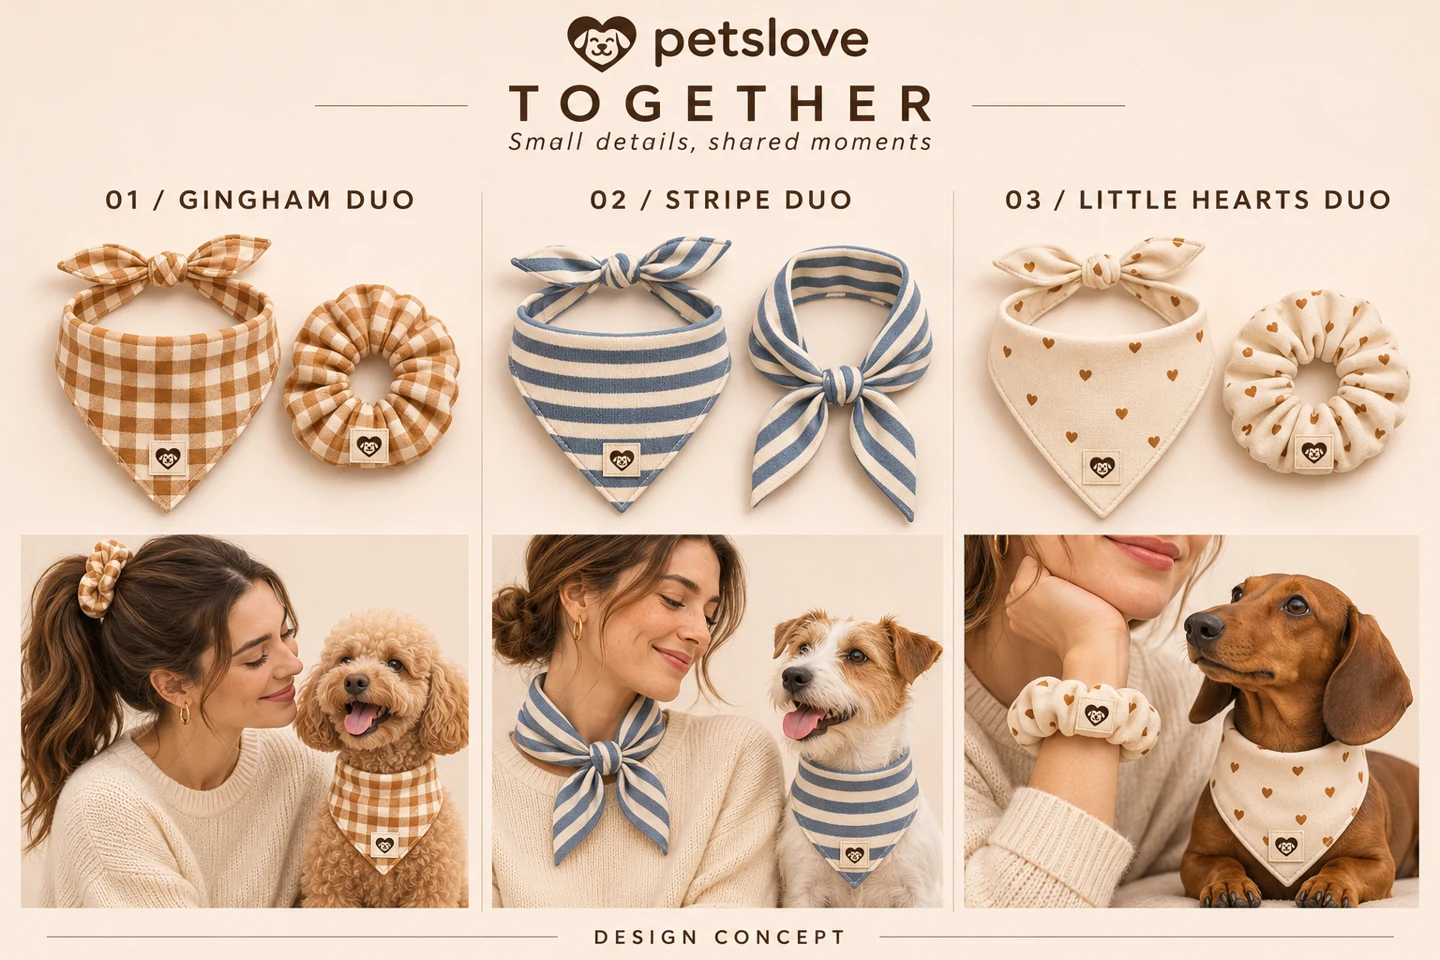 petslove
TOGETHER
Small details, shared moments
01 / GINGHAM DUO
02 / STRIPE DUO
03 / LITTLE HEARTS DUO
DESIGN CONCEPT